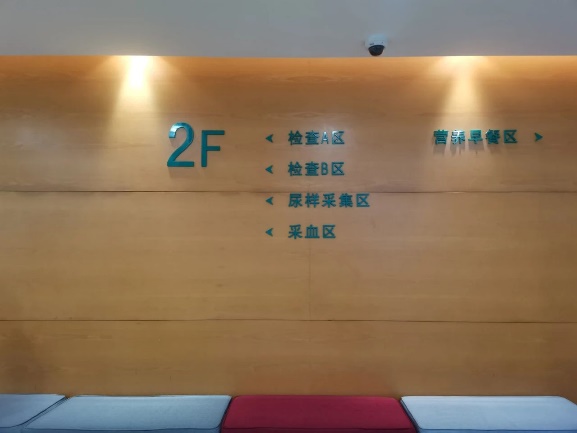 2F
< 检查A区
< 检查B区
< 尿样采集区
< 采血区
营养早餐区 >